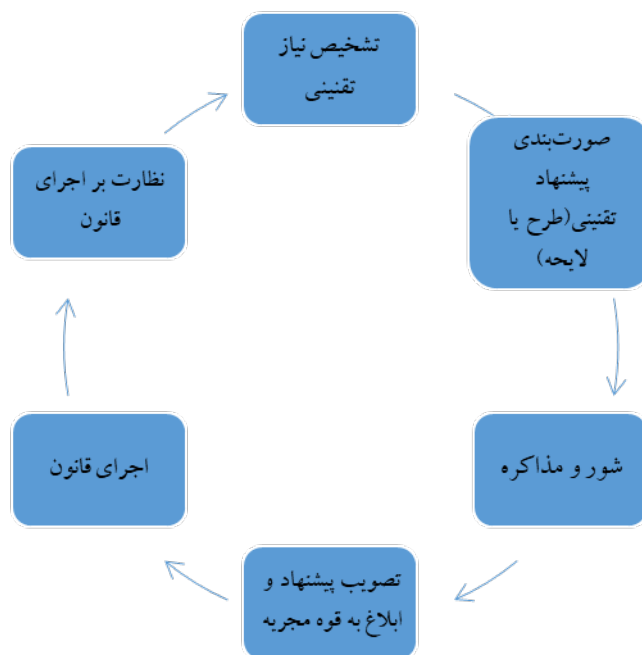 تشخیص نیاز
تقنینی
صورت‌بندی
پیشنهاد
تقنینی(طرح یا
لایحه)
شور و مذاکره
تصویب پیشنهاد و
ابلاغ به قوه مجریه
اجرای قانون
نظارت بر اجرای
قانون